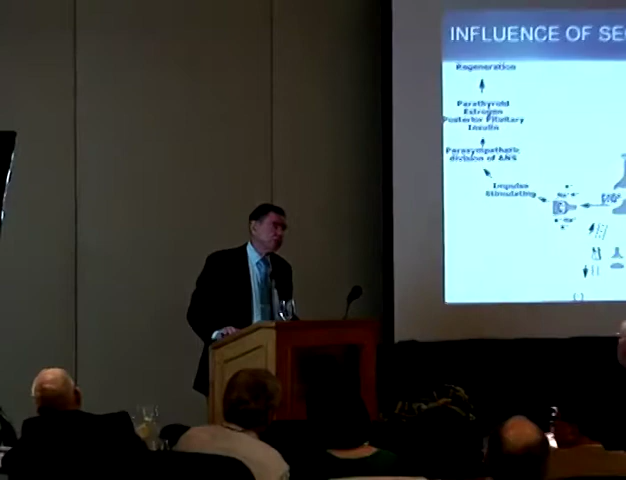 INFLUENCE OF SE
Regeneration
Parathyroid
Estrogen
Posterior Pituitary
Insulin
Parasympathetic
division of ANS
Impulse
Stimulating